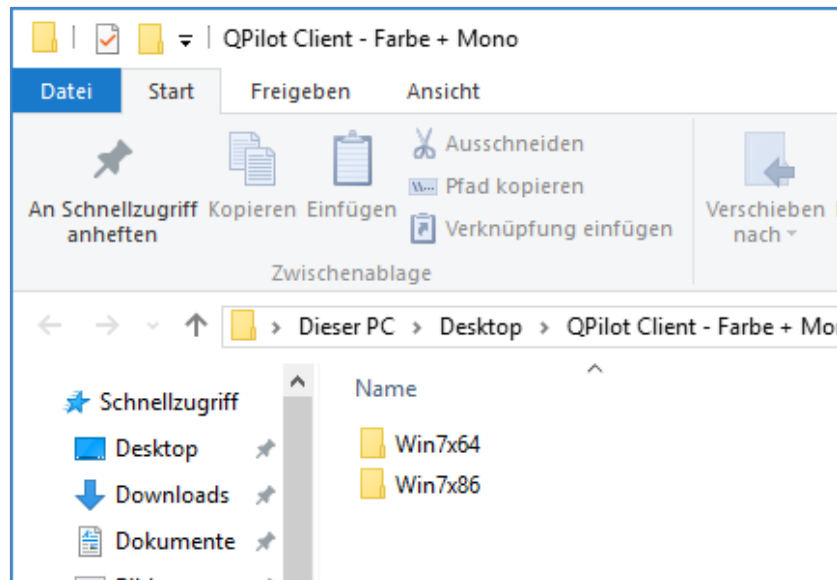 QPilot Client - Farbe + Mono
Datei Start Freigeben Ansicht
An Schnellzugriff anheften
Kopieren
Einfügen
Ausschneiden
Pfad kopieren
Verknüpfung einfügen
Verschieben nach
Zwischenablage
Dieser PC > Desktop > QPilot Client - Farbe + Mo
Schnellzugriff
Desktop
Downloads
Dokumente
Name
Win7x64
Win7x86